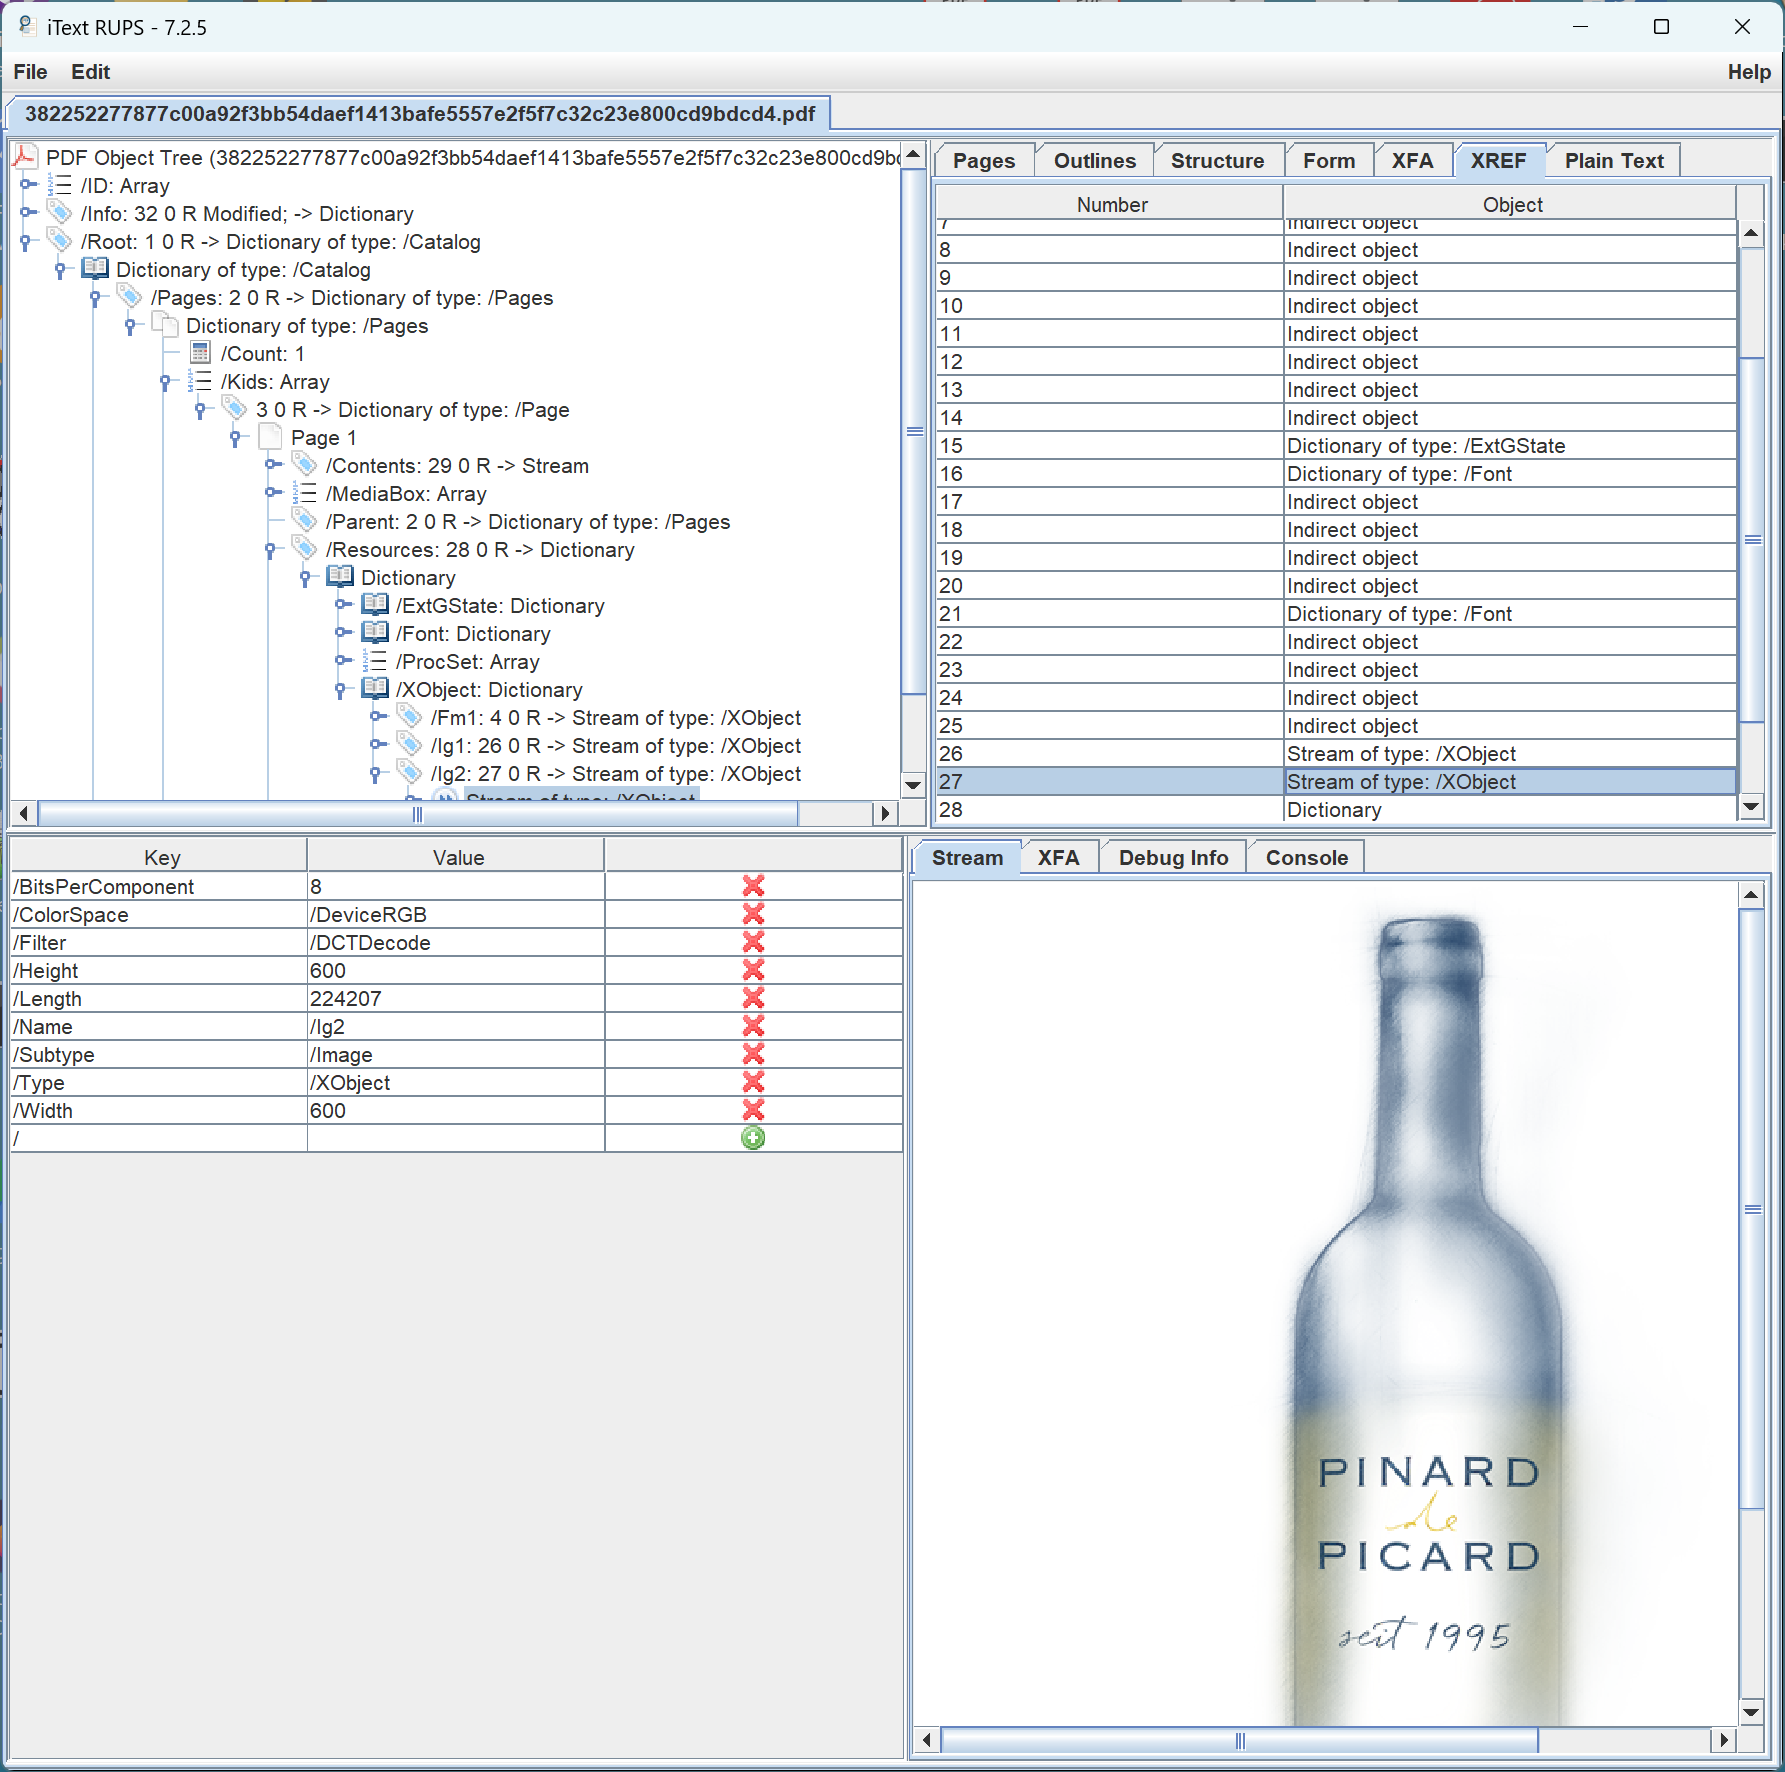 iText RUPS - 7.2.5
File Edit Help
382252277877c00a92f3bb54daef1413bafe5557e2f5f7c32c23e800cd9bdcd4.pdf
PDF Object Tree (382252277877c00a92f3bb54daef1413bafe5557e2f5f7c32c23e800cd9bd
/ID: Array
/Info: 32 0 R Modified; -> Dictionary
/Root: 1 0 R -> Dictionary of type: /Catalog
Dictionary of type: /Catalog
/Pages: 2 0 R -> Dictionary of type: /Pages
Dictionary of type: /Pages
/Count: 1
/Kids: Array
3 0 R -> Dictionary of type: /Page
Page 1
/Contents: 29 0 R -> Stream
/MediaBox: Array
/Parent: 2 0 R -> Dictionary of type: /Pages
/Resources: 28 0 R -> Dictionary
Dictionary
/ExtGState: Dictionary
/Font: Dictionary
/ProcSet: Array
/XObject: Dictionary
/Fm1: 4 0 R -> Stream of type: /XObject
/Ig1: 26 0 R -> Stream of type: /XObject
/Ig2: 27 0 R -> Stream of type: /XObject
Stream of type: /XObject
Pages Outlines Structure Form XFA XREF Plain Text
Number Object
7 Indirect object
8 Indirect object
9 Indirect object
10 Indirect object
11 Indirect object
12 Indirect object
13 Indirect object
14 Indirect object
15 Dictionary of type: /ExtGState
16 Dictionary of type: /Font
17 Indirect object
18 Indirect object
19 Indirect object
20 Indirect object
21 Dictionary of type: /Font
22 Indirect object
23 Indirect object
24 Indirect object
25 Indirect object
26 Stream of type: /XObject
27 Stream of type: /XObject
28 Dictionary
Key Value
/BitsPerComponent 8
/ColorSpace /DeviceRGB
/Filter /DCTDecode
/Height 600
/Length 224207
/Name /Ig2
/Subtype /Image
/Type /XObject
/Width 600
/
Stream XFA Debug Info Console
PINARD
de
PICARD
seit 1995